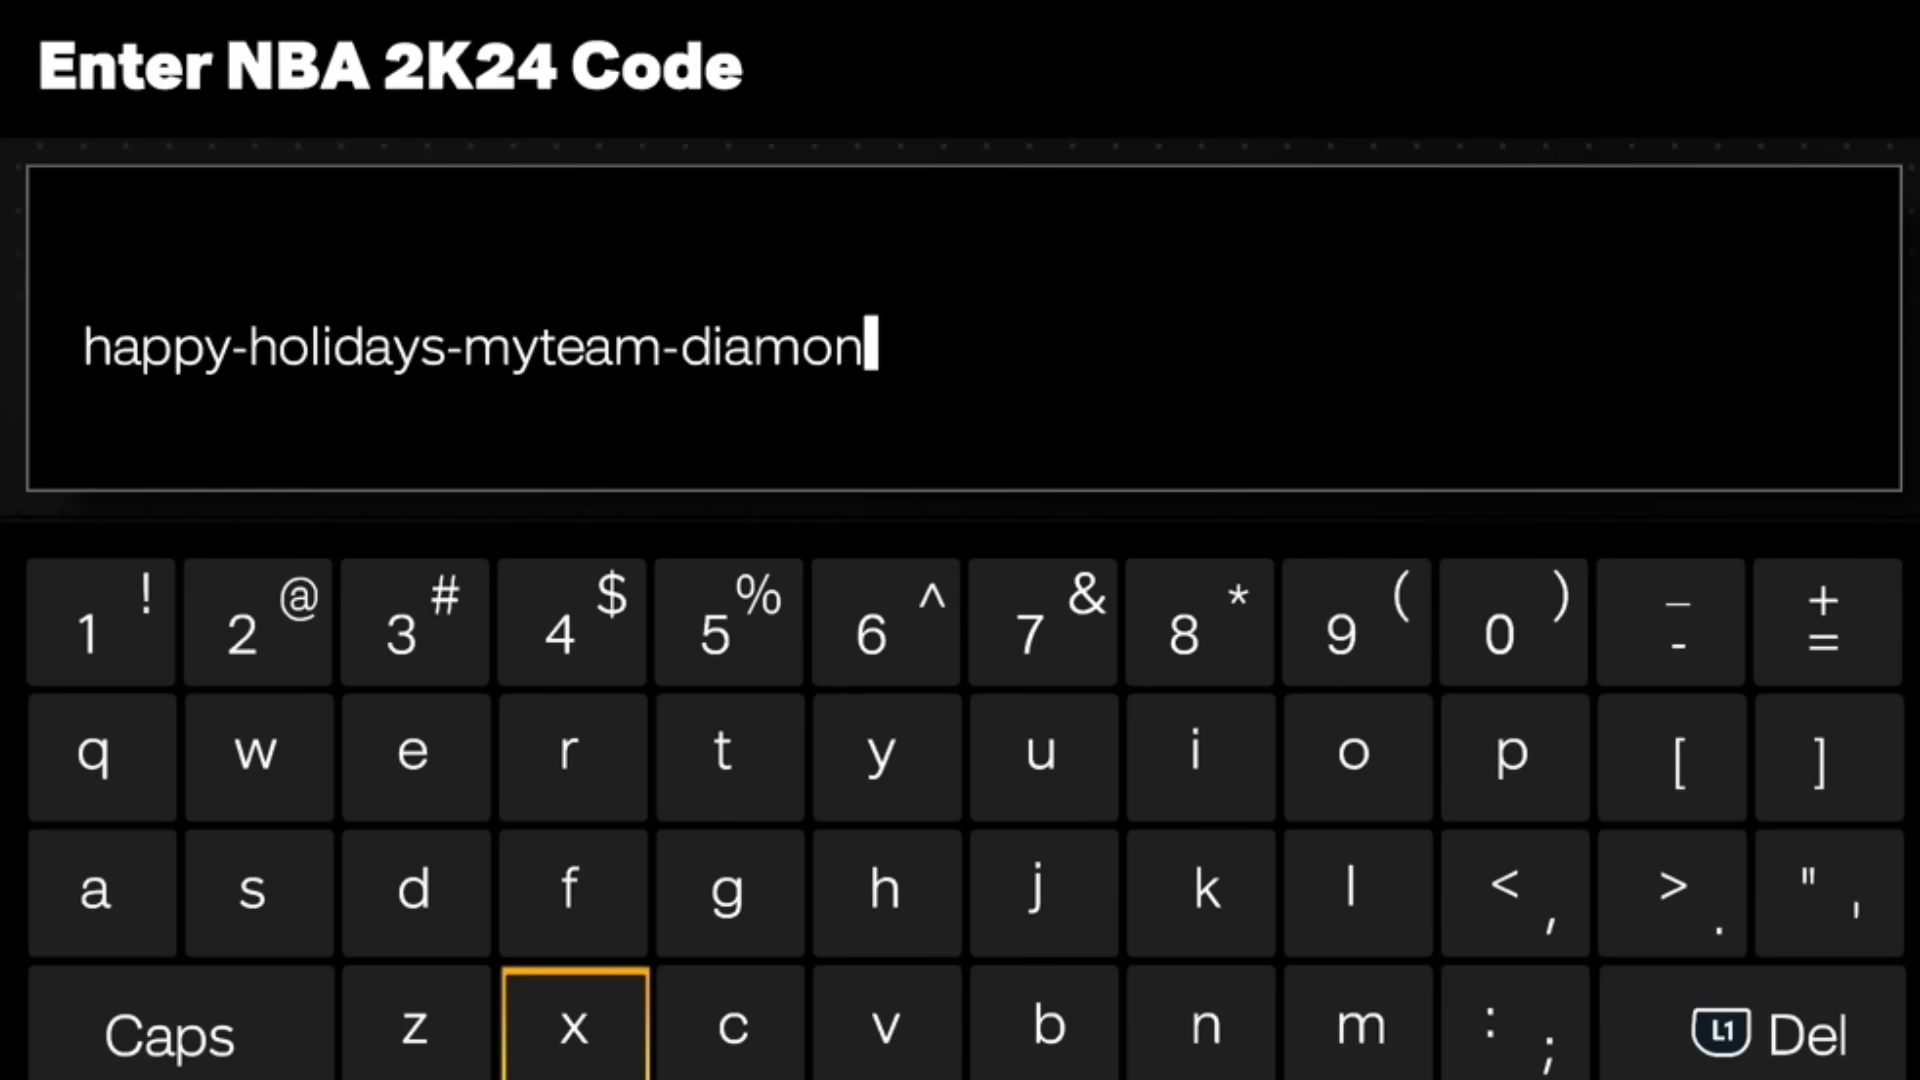 Enter NBA 2K24 Code
happy-holidays-myteam-diamon
1 ! 2 @ 3 # 4 $ 5 % 6 ^ 7 & 8 * 9 ( 0 ) _ - + =
q w e r t y u i o p [ ]
a s d f g h j k l < , > . " '
Caps z x c v b n m : ; L1 Del